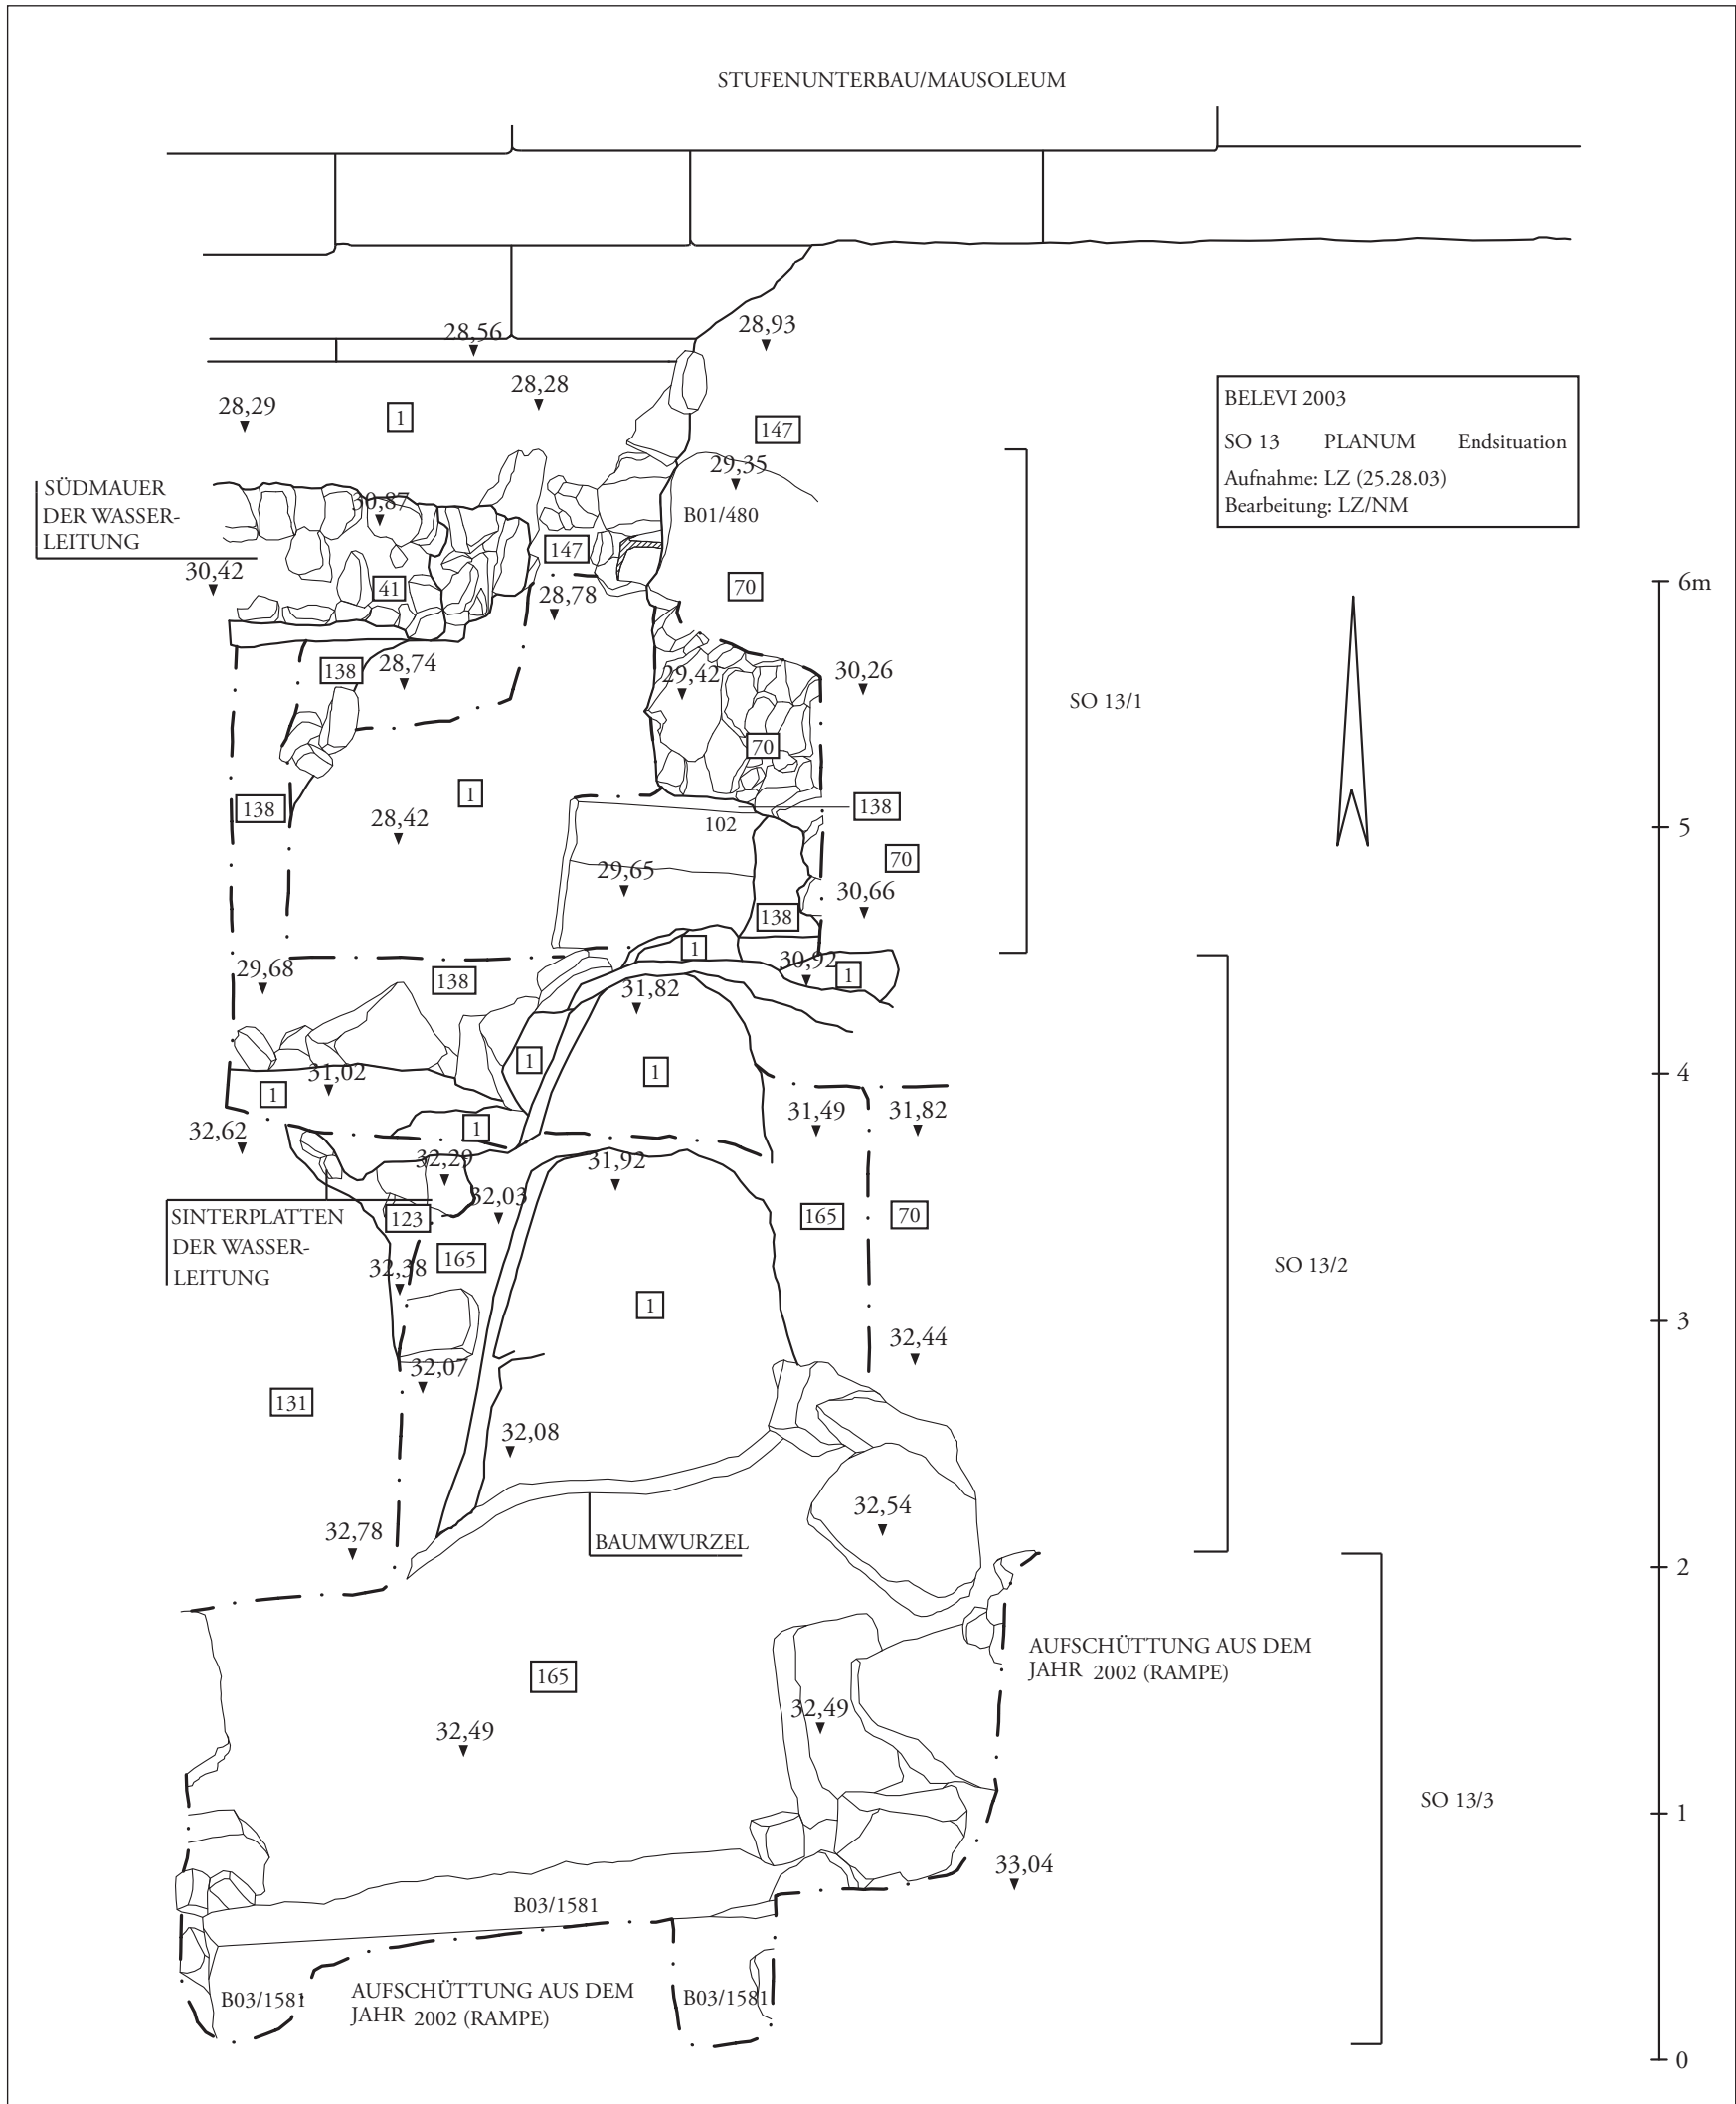 STUFENUNTERBAU/MAUSOLEUM
28,56
28,93
28,29
1
28,28
147
29,35
BELEVI 2003
SO 13 PLANUM Endsituation
Aufnahme: LZ (25.28.03)
Bearbeitung: LZ/NM
SÜDMAUER
DER WASSER-
LEITUNG
30,87
B01/480
147
30,42
41
28,78
70
6m
138
28,74
29,42
30,26
SO 13/1
70
138
1
28,42
102
138
5
70
29,65
30,66
138
1
29,68
138
30,92
1
31,82
1
1
31,02
1
4
32,62
1
31,49
31,82
32,29
31,92
32,03
SINTERPLATTEN
DER WASSER-
LEITUNG
123
165
70
32,38
165
SO 13/2
1
3
32,07
32,44
131
32,08
32,54
32,78
BAUMWURZEL
2
AUFSCHÜTTUNG AUS DEM
JAHR 2002 (RAMPE)
165
32,49
32,49
SO 13/3
1
33,04
B03/1581
AUFSCHÜTTUNG AUS DEM
JAHR 2002 (RAMPE)
B03/1581
B03/1581
0